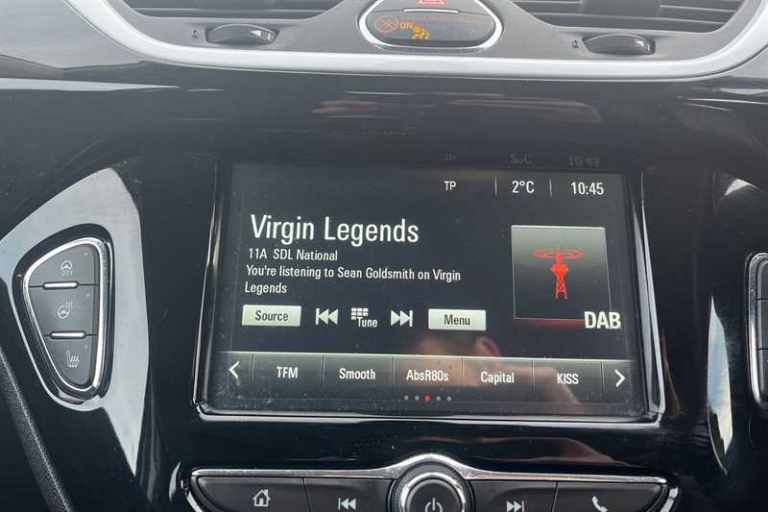 ON
TP 2°C 10:45
Virgin Legends
11A SDL National
You're listening to Sean Goldsmith on Virgin
Legends
Source Tune Menu
DAB
TFM Smooth AbsR80s Capital KISS